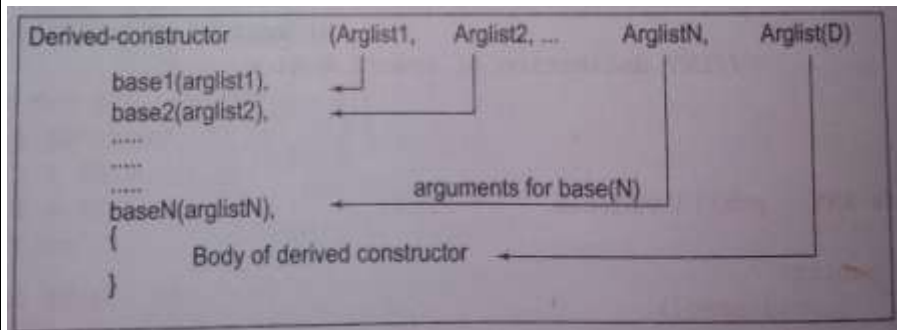 Derived-constructor (Arglist1, Arglist2, ... ArglistN, Arglist(D)
base1(arglist1),
base2(arglist2),
.....
.....
.....
arguments for base(N)
baseN(arglistN),
{
Body of derived constructor
}